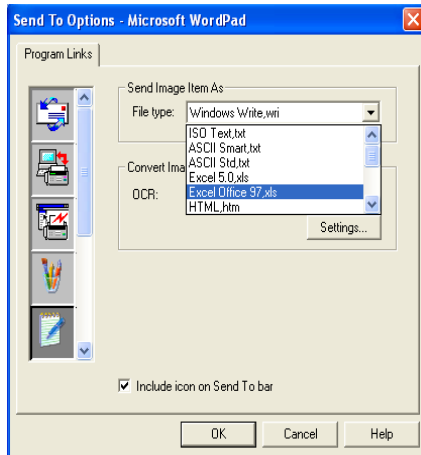 Send To Options - Microsoft WordPad
Program Links
Send Image Item As
File type: Windows Write,wri
ISO Text,txt
ASCII Smart,txt
ASCII Std,txt
Excel 5.0,xls
Excel Office 97,xls
HTML,htm
Convert Ima
OCR:
Settings...
Include icon on Send To bar
OK Cancel Help